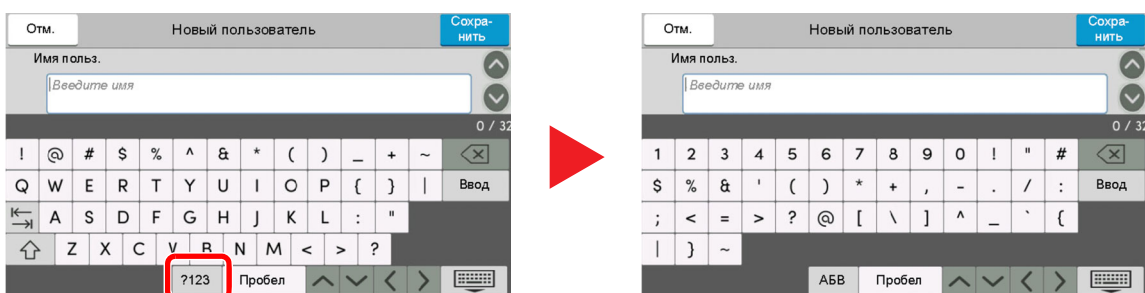 Отм. Новый пользователь Сохра-
нить
Имя польз.
Введите имя
0 / 32
! @ # $ % ^ & * ( ) _ + ~
Q W E R T Y U I O P { } | Ввод
A S D F G H J K L : "
Z X C V B N M < > ?
?123 Пробел
Отм. Новый пользователь Сохра-
нить
Имя польз.
Введите имя
0 / 32
1 2 3 4 5 6 7 8 9 0 ! " #
$ % & ' ( ) * + , - . / : Ввод
; < = > ? @ [ \ ] ^ _ ` {
| } ~
АБВ Пробел